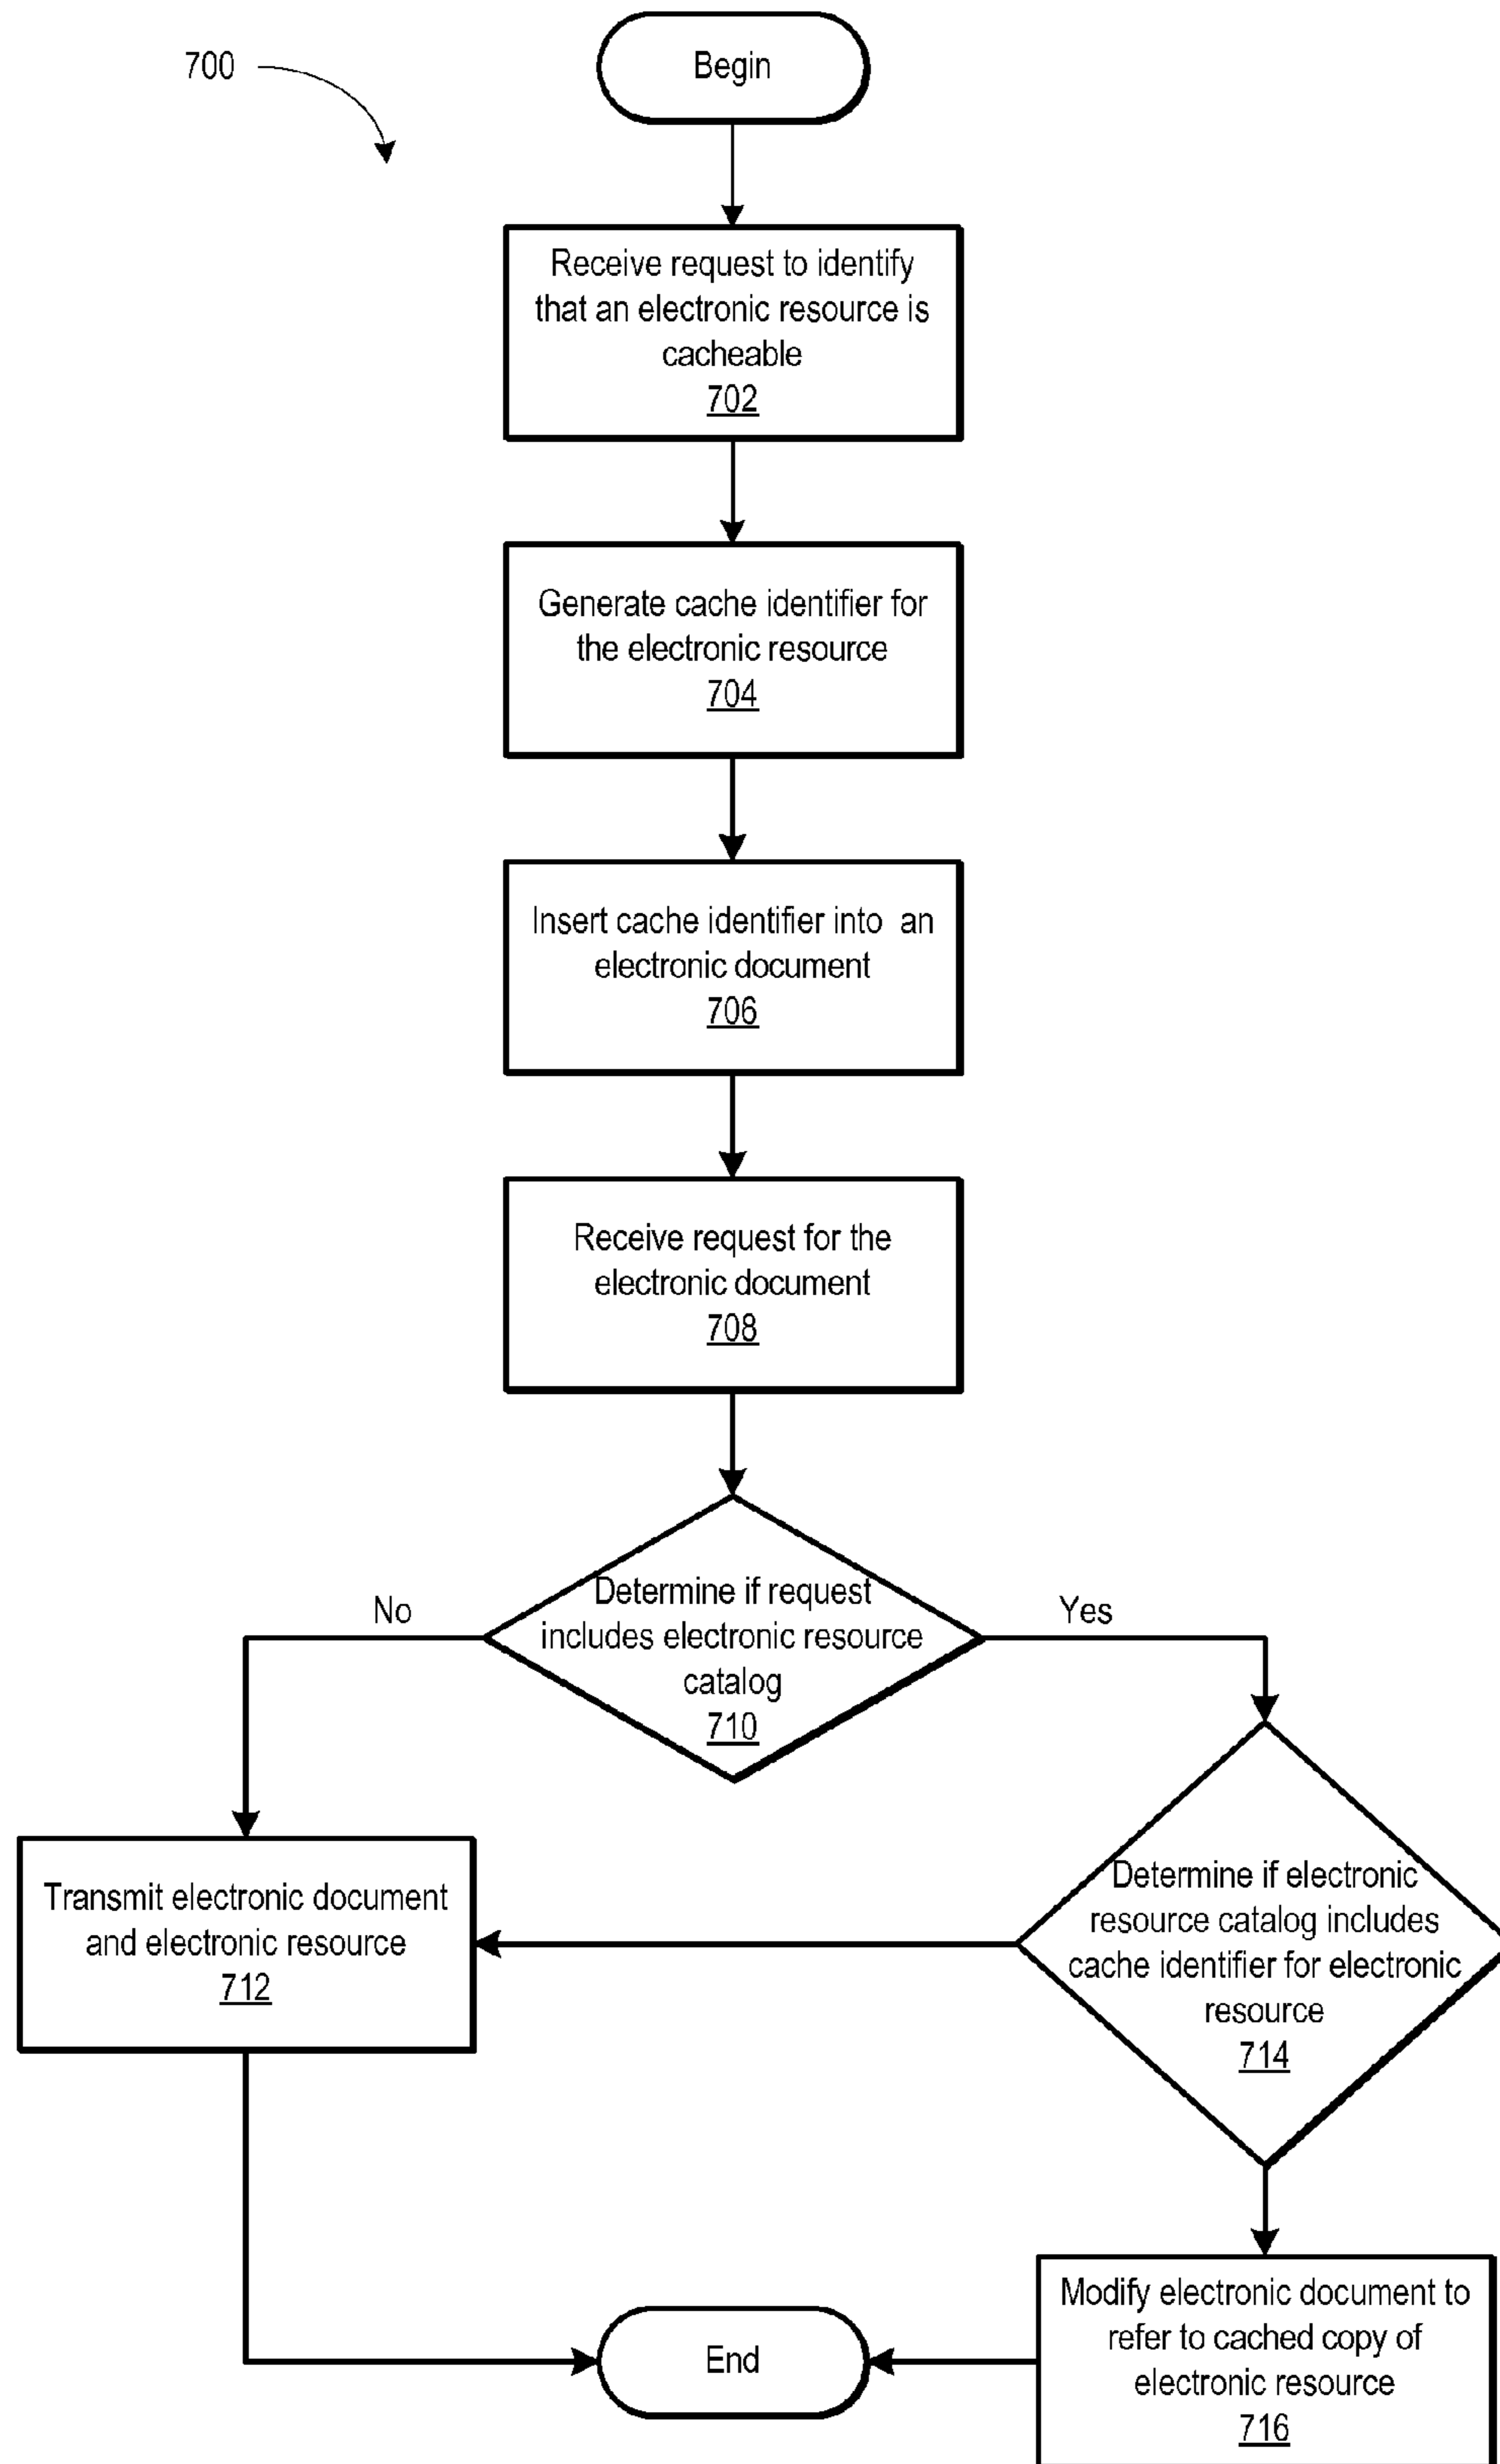 700
Begin
Receive request to identify
that an electronic resource is
cacheable
702
Generate cache identifier for
the electronic resource
704
Insert cache identifier into an
electronic document
706
Receive request for the
electronic document
708
No
Determine if request
includes electronic resource
catalog
710
Yes
Transmit electronic document
and electronic resource
712
Determine if electronic
resource catalog includes
cache identifier for electronic
resource
714
End
Modify electronic document to
refer to cached copy of
electronic resource
716